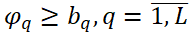 φ_q ≥ b_q, q = \overline{1, L}